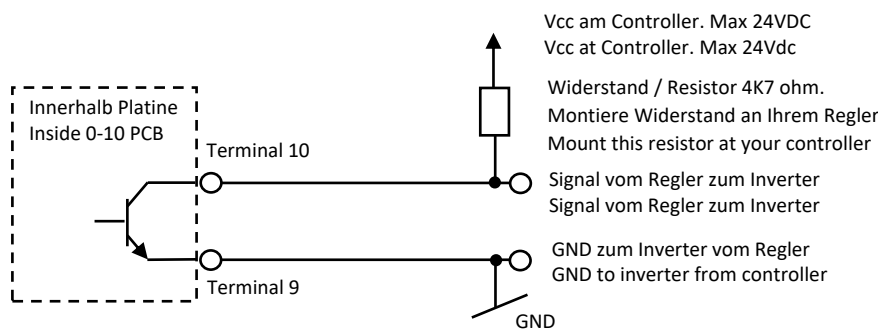 Vcc am Controller. Max 24VDC
Vcc at Controller. Max 24Vdc
Widerstand / Resistor 4K7 ohm.
Montiere Widerstand an Ihrem Regler
Mount this resistor at your controller
Innerhalb Platine
Inside 0-10 PCB
Terminal 10
Signal vom Regler zum Inverter
Signal vom Regler zum Inverter
GND zum Inverter vom Regler
GND to inverter from controller
Terminal 9
GND